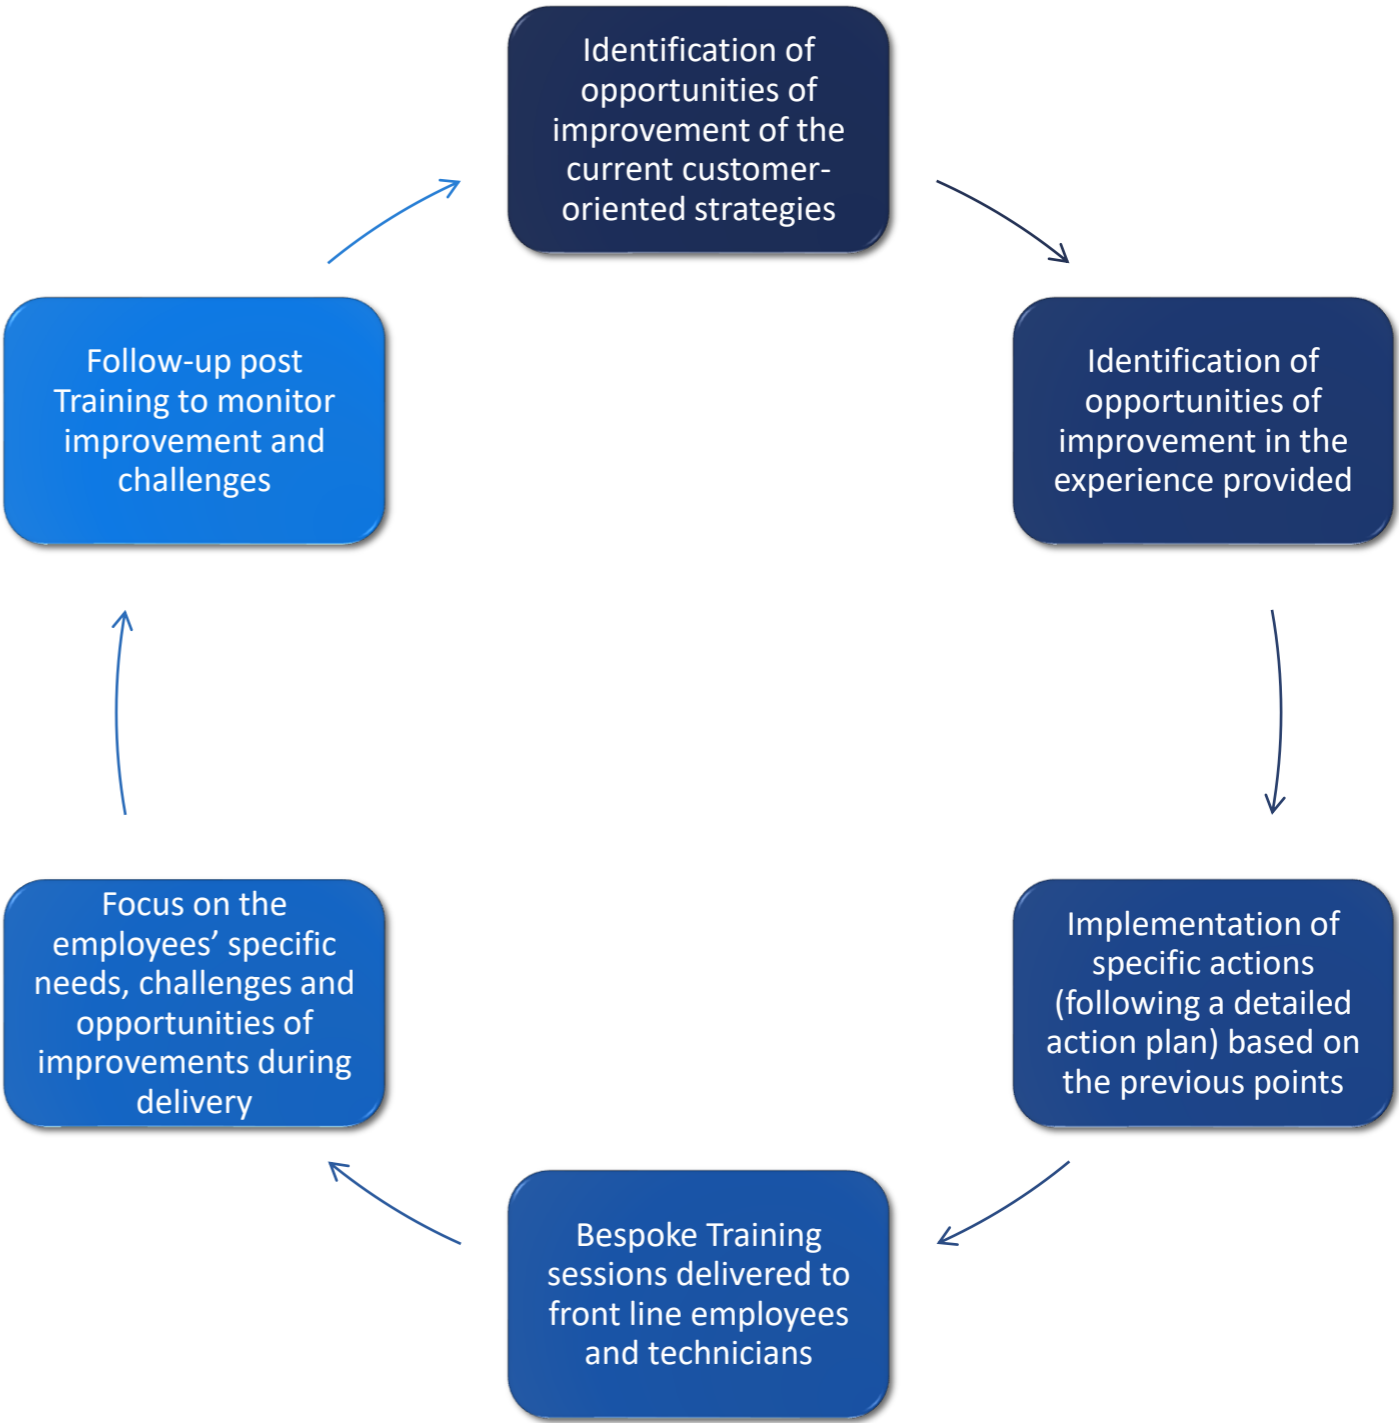 Identification of
opportunities of
improvement of the
current customer-
oriented strategies
Identification of
opportunities of
improvement in the
experience provided
Implementation of
specific actions
(following a detailed
action plan) based on
the previous points
Bespoke Training
sessions delivered to
front line employees
and technicians
Focus on the
employees’ specific
needs, challenges and
opportunities of
improvements during
delivery
Follow-up post
Training to monitor
improvement and
challenges